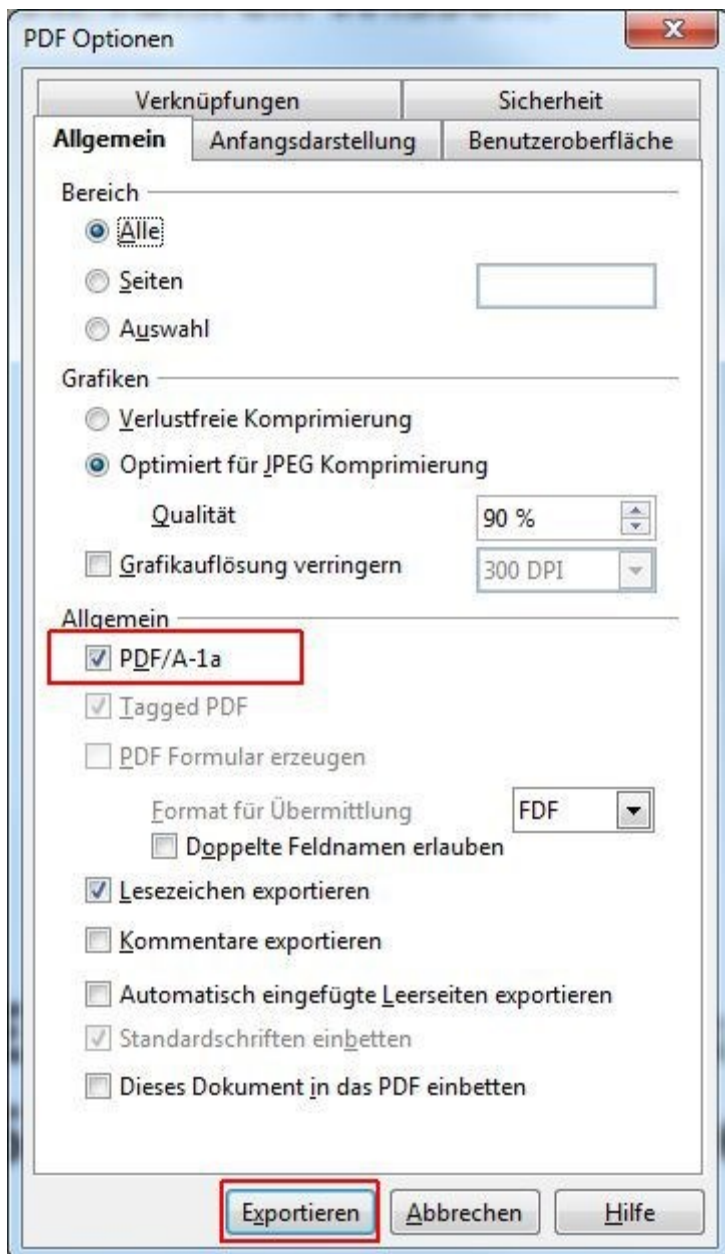 PDF Optionen
Verknüpfungen Sicherheit
Allgemein Anfangsdarstellung Benutzeroberfläche
Bereich
Alle
Seiten
Auswahl
Grafiken
Verlustfreie Komprimierung
Optimiert für JPEG Komprimierung
Qualität 90 %
Grafikauflösung verringern 300 DPI
Allgemein
PDF/A-1a
Tagged PDF
PDF Formular erzeugen
Format für Übermittlung FDF
Doppelte Feldnamen erlauben
Lesezeichen exportieren
Kommentare exportieren
Automatisch eingefügte Leerseiten exportieren
Standardschriften einbetten
Dieses Dokument in das PDF einbetten
Exportieren Abbrechen Hilfe